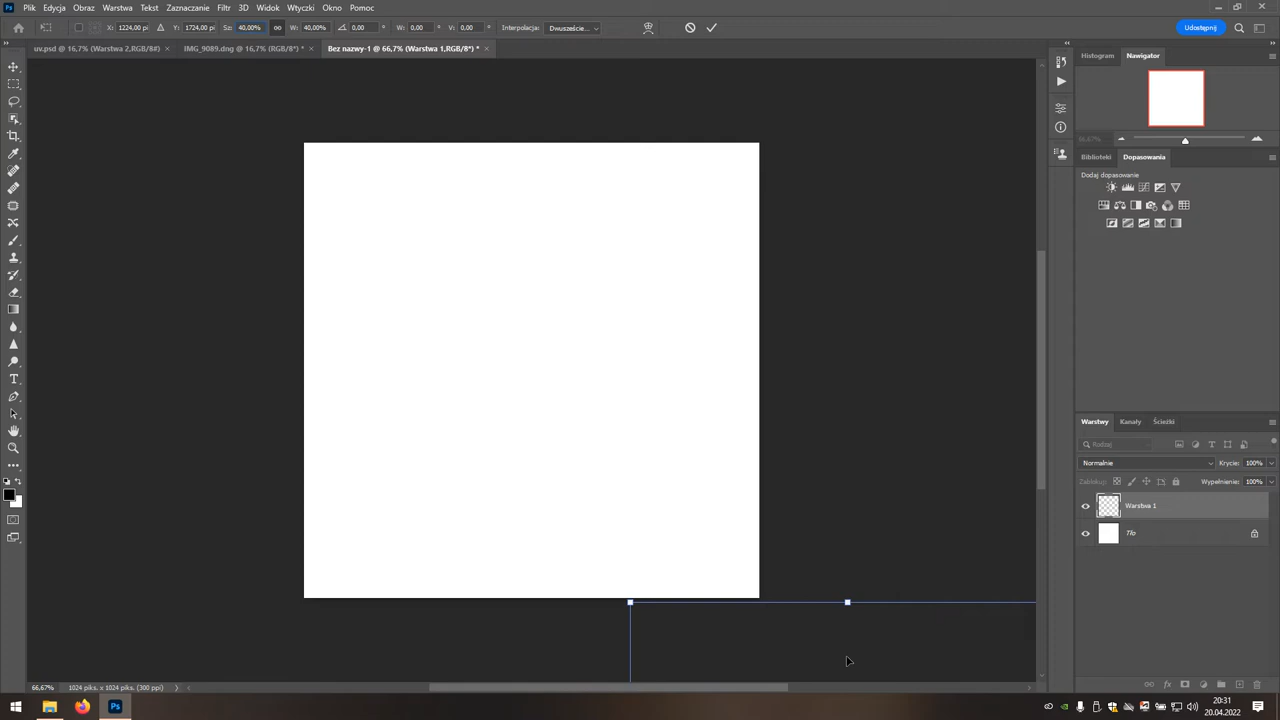 Plik Edycja Obraz Warstwa Tekst Zaznaczanie Filtr 3D Widok Wtyczki Okno Pomoc
X: 1224,00 pi Y: 1724,00 pi Sz: 40,00% W: 40,00% 0,00 ° W: 0,00 ° V: 0,00 ° Interpolacja: Dwuszeście... Udostępnij
uv.psd @ 16,7% (Warstwa 2,RGB/8#) × IMG_9089.dng @ 16,7% (RGB/8*) * × Bez nazwy-1 @ 66,7% (Warstwa 1,RGB/8*) * ×
Histogram Nawigator
66,67%
Biblioteki Dopasowania
Dodaj dopasowanie
Warstwy Kanały Ścieżki
Rodzaj
Normalnie Krycie: 100%
Zablokuj: Wypełnienie: 100%
Warstwa 1
Tło
66,67% 1024 piks. x 1024 piks. (300 ppi)
Ps
20:31
20.04.2022